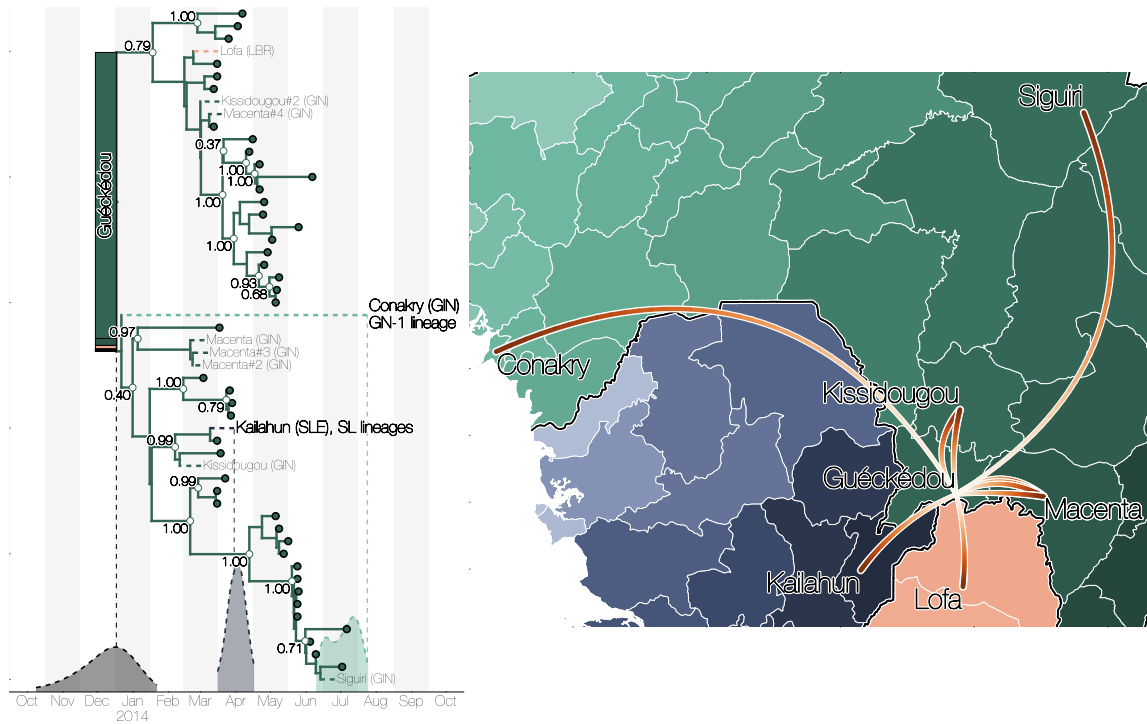 1.00
0.79
Lofa (LBR)
Kissidougou#2 (GIN)
Macenta#4 (GIN)
0.37
1.00
1.00
1.00
Guéckédou
1.00
0.93
0.68
Conakry (GIN)
GN-1 lineage
0.97
Macenta (GIN)
Macenta#3 (GIN)
Macenta#2 (GIN)
1.00
0.40
0.79
Kailahun (SLE), SL lineages
0.99
Kissidougou (GIN)
0.99
1.00
1.00
1.00
0.71
Siguiri (GIN)
Oct Nov Dec Jan Feb Mar Apr May Jun Jul Aug Sep Oct
2014
Siguiri
Conakry
Kissidougou
Guéckédou
Macenta
Kailahun
Lofa